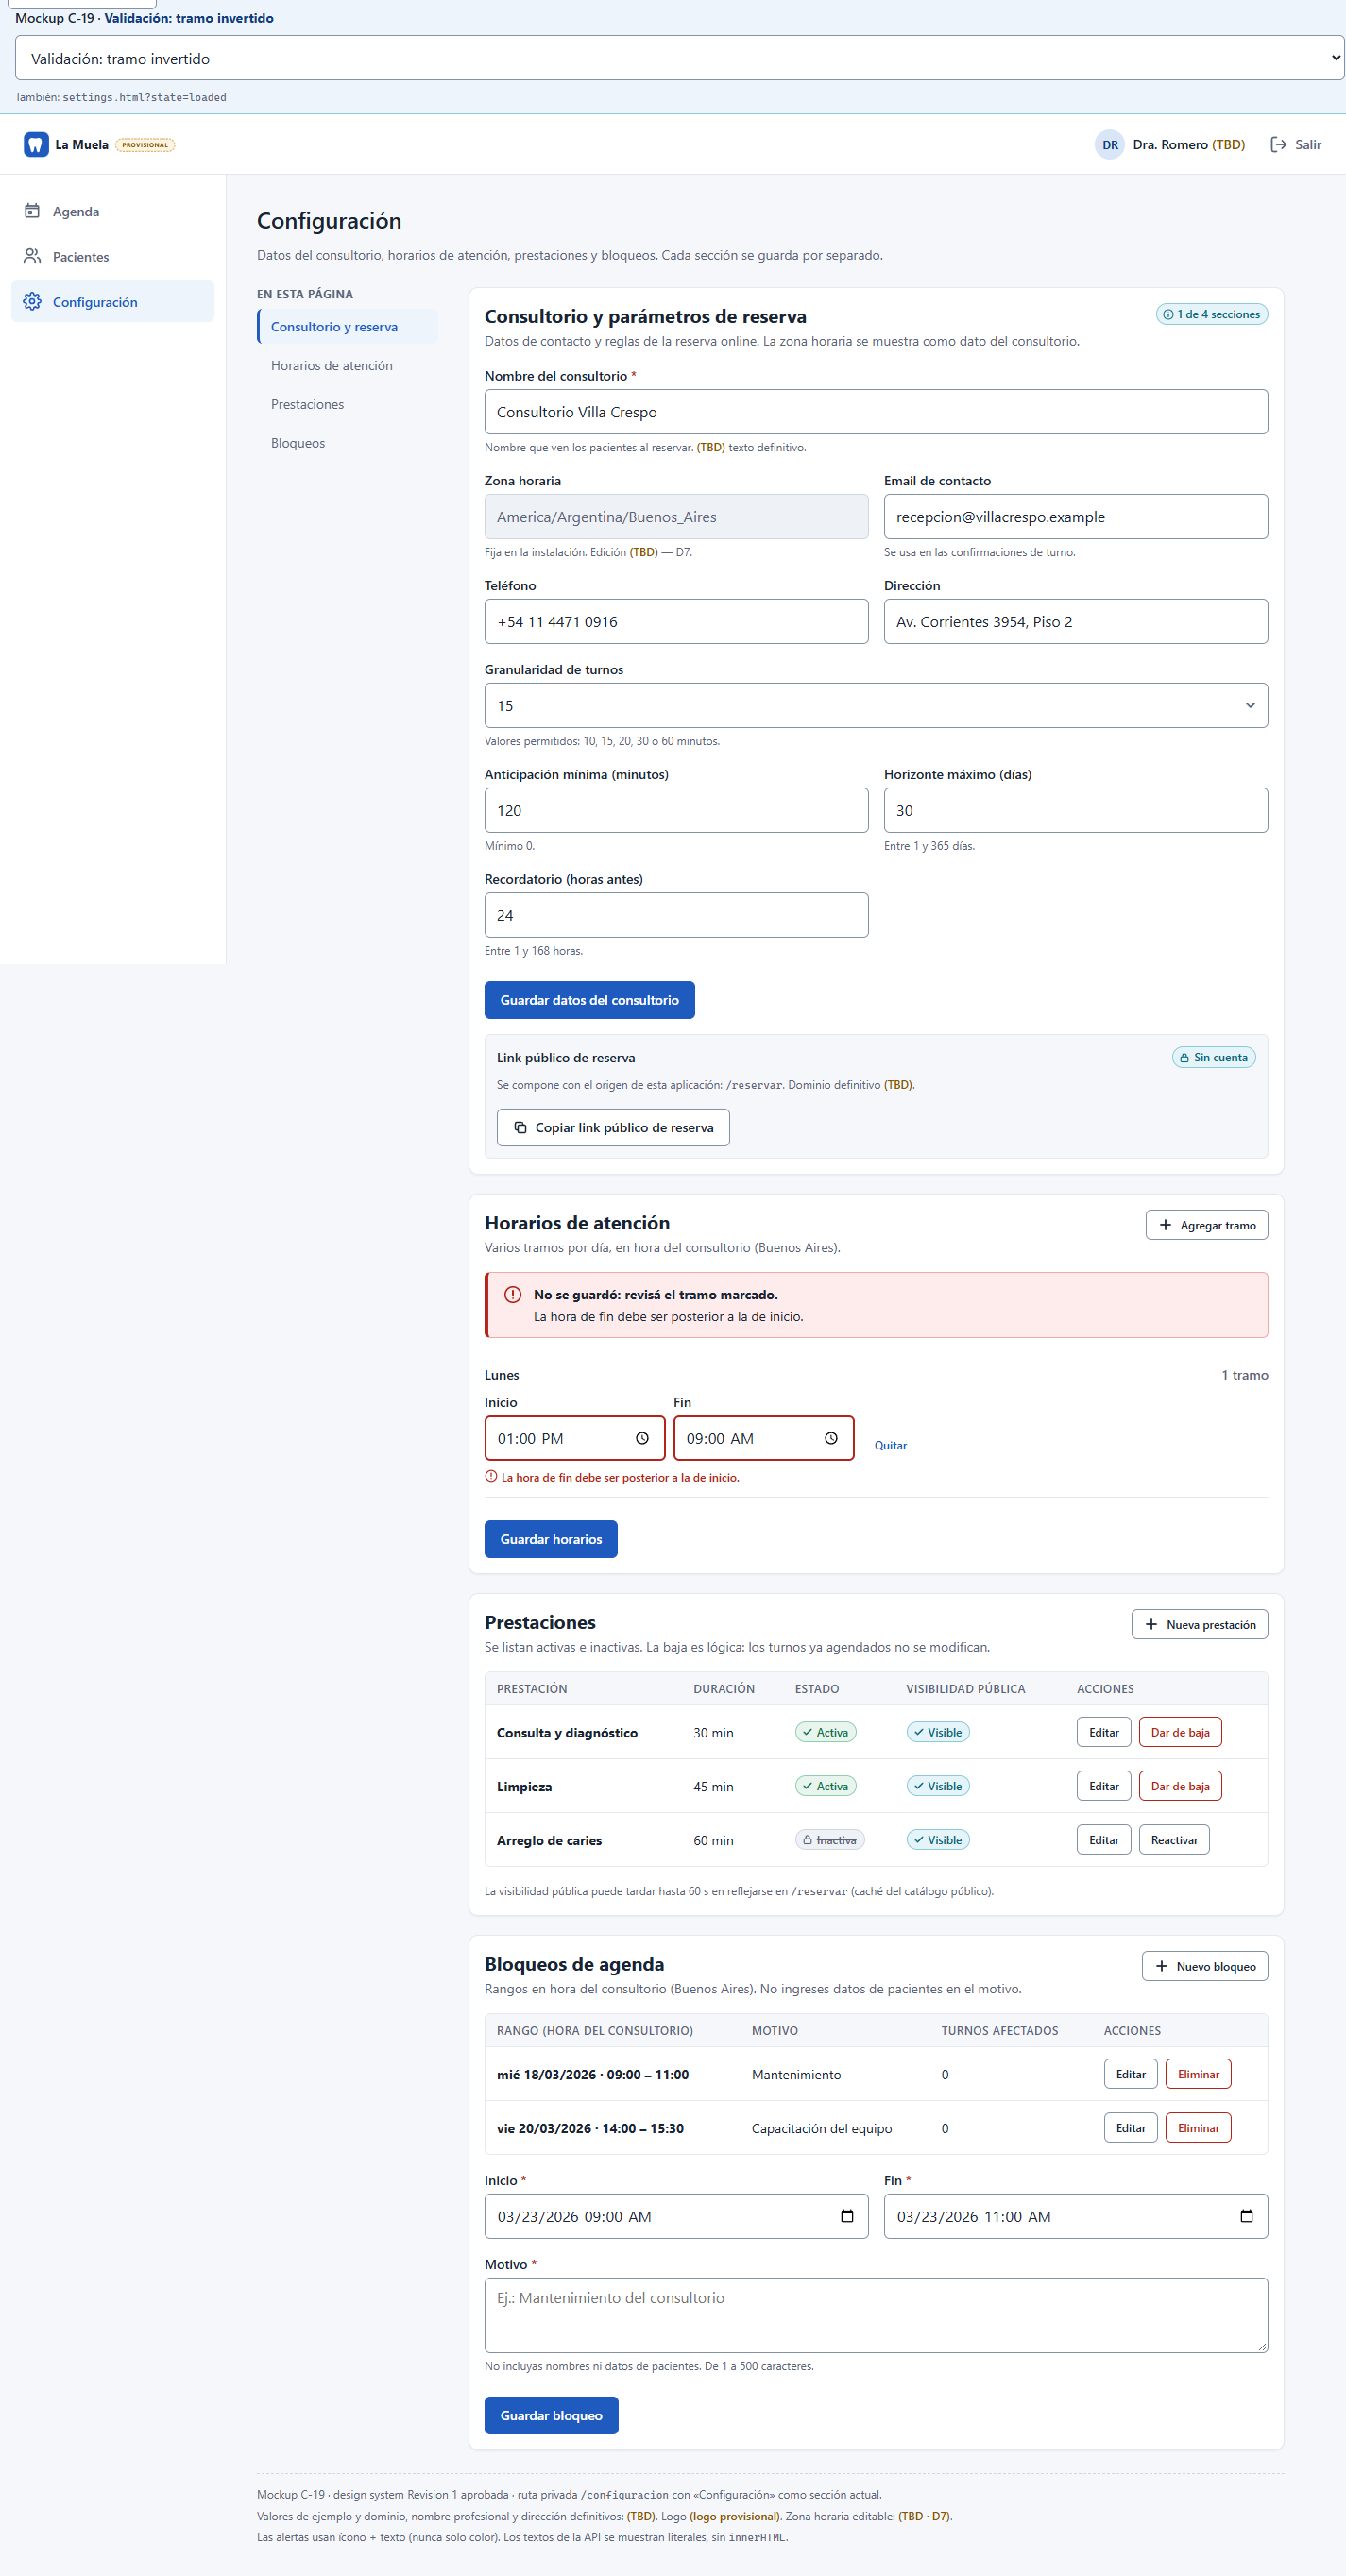 Mockup C-19 · Validación: tramo invertido
Validación: tramo invertido
También: settings.html?state=loaded
La Muela PROVISIONAL
DR Dra. Romero (TBD) Salir
Agenda
Pacientes
Configuración
Configuración
Datos del consultorio, horarios de atención, prestaciones y bloqueos. Cada sección se guarda por separado.
EN ESTA PÁGINA
Consultorio y reserva
Horarios de atención
Prestaciones
Bloqueos
Consultorio y parámetros de reserva
1 de 4 secciones
Datos de contacto y reglas de la reserva online. La zona horaria se muestra como dato del consultorio.
Nombre del consultorio *
Consultorio Villa Crespo
Nombre que ven los pacientes al reservar. (TBD) texto definitivo.
Zona horaria Email de contacto
America/Argentina/Buenos_Aires recepcion@villacrespo.example
Fija en la instalación. Edición (TBD) — D7. Se usa en las confirmaciones de turno.
Teléfono Dirección
+54 11 4471 0916 Av. Corrientes 3954, Piso 2
Granularidad de turnos
15
Valores permitidos: 10, 15, 20, 30 o 60 minutos.
Anticipación mínima (minutos) Horizonte máximo (días)
120 30
Mínimo 0. Entre 1 y 365 días.
Recordatorio (horas antes)
24
Entre 1 y 168 horas.
Guardar datos del consultorio
Link público de reserva Sin cuenta
Se compone con el origen de esta aplicación: /reservar. Dominio definitivo (TBD).
Copiar link público de reserva
Horarios de atención Agregar tramo
Varios tramos por día, en hora del consultorio (Buenos Aires).
No se guardó: revisá el tramo marcado.
La hora de fin debe ser posterior a la de inicio.
Lunes 1 tramo
Inicio Fin
01:00 PM 09:00 AM Quitar
La hora de fin debe ser posterior a la de inicio.
Guardar horarios
Prestaciones Nueva prestación
Se listan activas e inactivas. La baja es lógica: los turnos ya agendados no se modifican.
PRESTACIÓN DURACIÓN ESTADO VISIBILIDAD PÚBLICA ACCIONES
Consulta y diagnóstico 30 min Activa Visible Editar Dar de baja
Limpieza 45 min Activa Visible Editar Dar de baja
Arreglo de caries 60 min Inactiva Visible Editar Reactivar
La visibilidad pública puede tardar hasta 60 s en reflejarse en /reservar (caché del catálogo público).
Bloqueos de agenda Nuevo bloqueo
Rangos en hora del consultorio (Buenos Aires). No ingreses datos de pacientes en el motivo.
RANGO (HORA DEL CONSULTORIO) MOTIVO TURNOS AFECTADOS ACCIONES
mié 18/03/2026 · 09:00 – 11:00 Mantenimiento 0 Editar Eliminar
vie 20/03/2026 · 14:00 – 15:30 Capacitación del equipo 0 Editar Eliminar
Inicio * Fin *
03/23/2026 09:00 AM 03/23/2026 11:00 AM
Motivo *
Ej.: Mantenimiento del consultorio
No incluyas nombres ni datos de pacientes. De 1 a 500 caracteres.
Guardar bloqueo
Mockup C-19 · design system Revision 1 aprobada · ruta privada /configuracion con «Configuración» como sección actual.
Valores de ejemplo y dominio, nombre profesional y dirección definitivos: (TBD). Logo (logo provisional). Zona horaria editable: (TBD · D7).
Las alertas usan ícono + texto (nunca solo color). Los textos de la API se muestran literales, sin innerHTML.